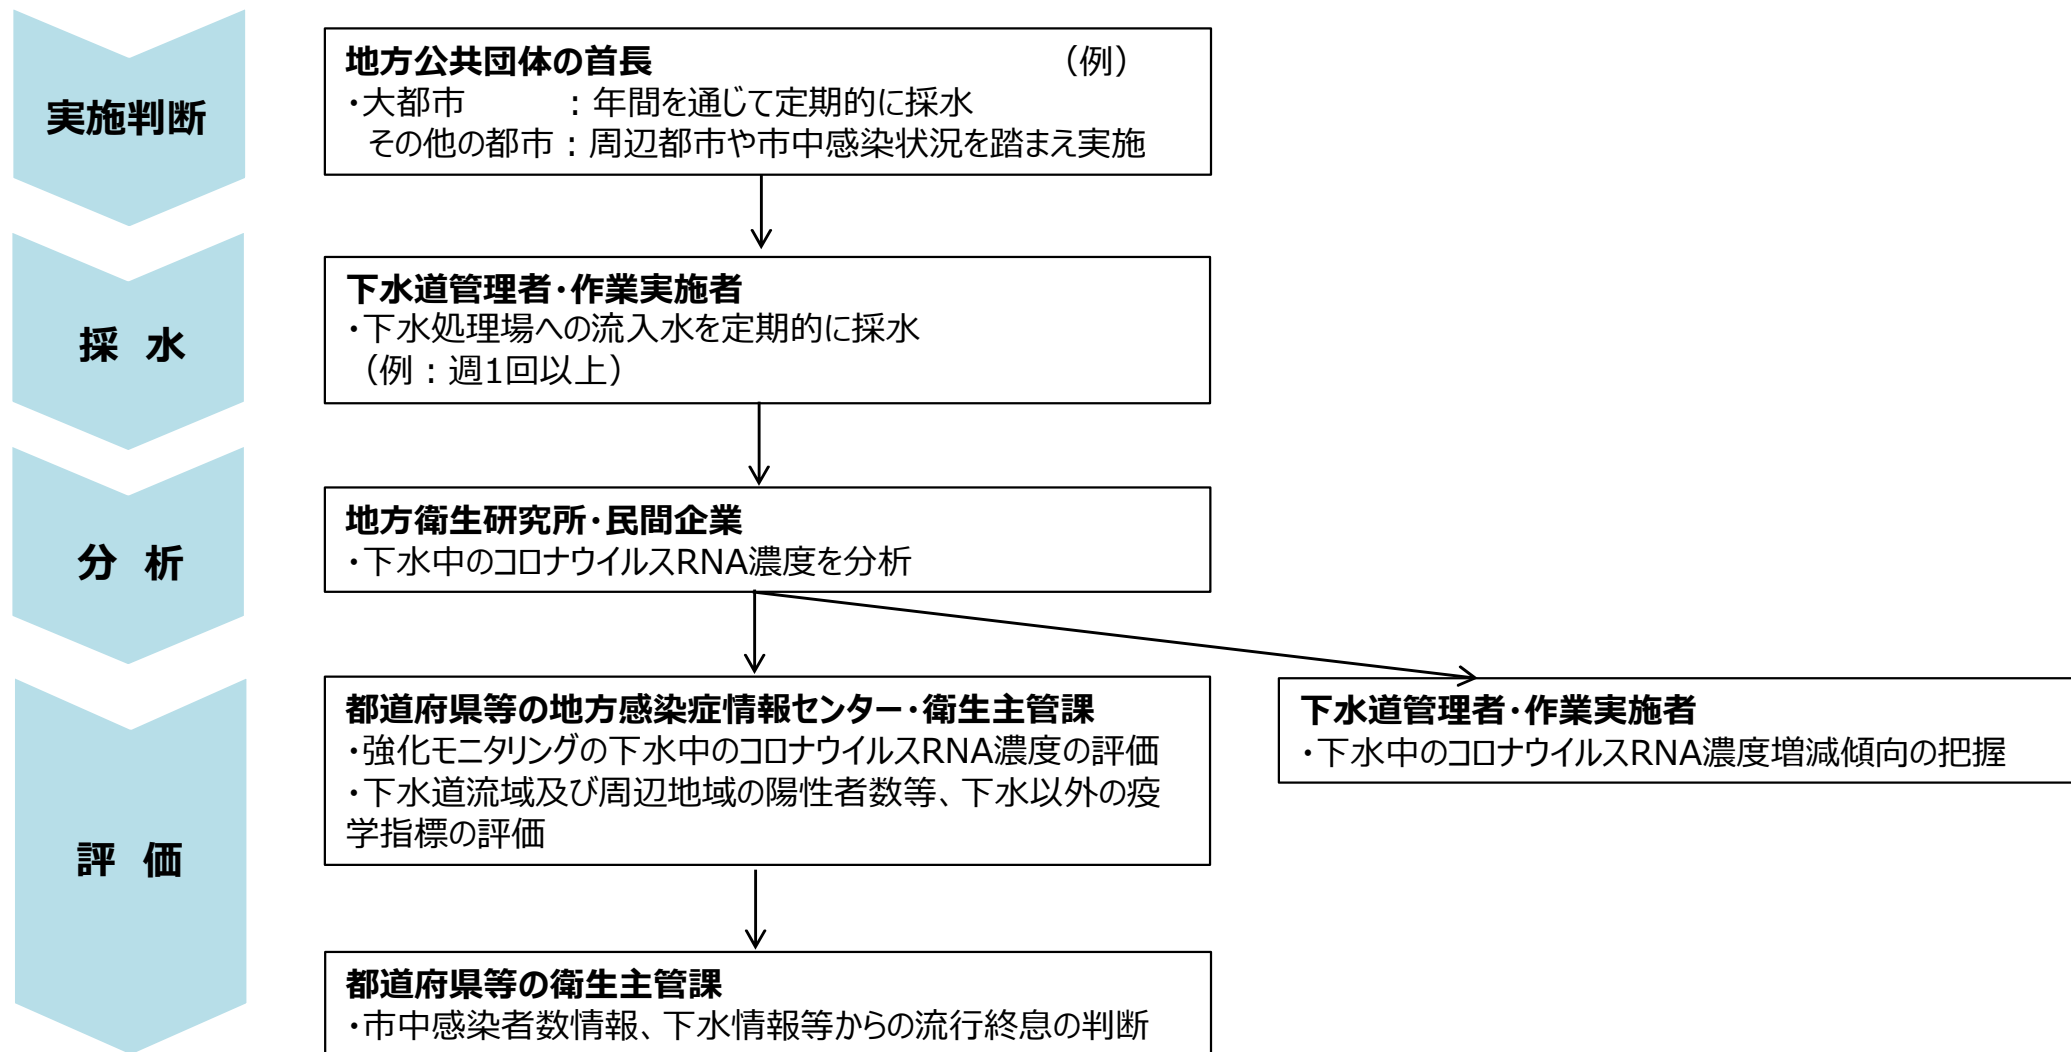 実施判断
地方公共団体の首長　　　　　　　　　　（例）
・大都市　　　：年間を通じて定期的に採水
その他の都市：周辺都市や市中感染状況を踏まえ実施
採 水
下水道管理者・作業実施者
・下水処理場への流入水を定期的に採水
（例：週1回以上）
分 析
地方衛生研究所・民間企業
・下水中のコロナウイルスRNA濃度を分析
評 価
都道府県等の地方感染症情報センター・衛生主管課
・強化モニタリングの下水中のコロナウイルスRNA濃度の評価
・下水道流域及び周辺地域の陽性者数等、下水以外の疫
学指標の評価
下水道管理者・作業実施者
・下水中のコロナウイルスRNA濃度増減傾向の把握
都道府県等の衛生主管課
・市中感染者数情報、下水情報等からの流行終息の判断